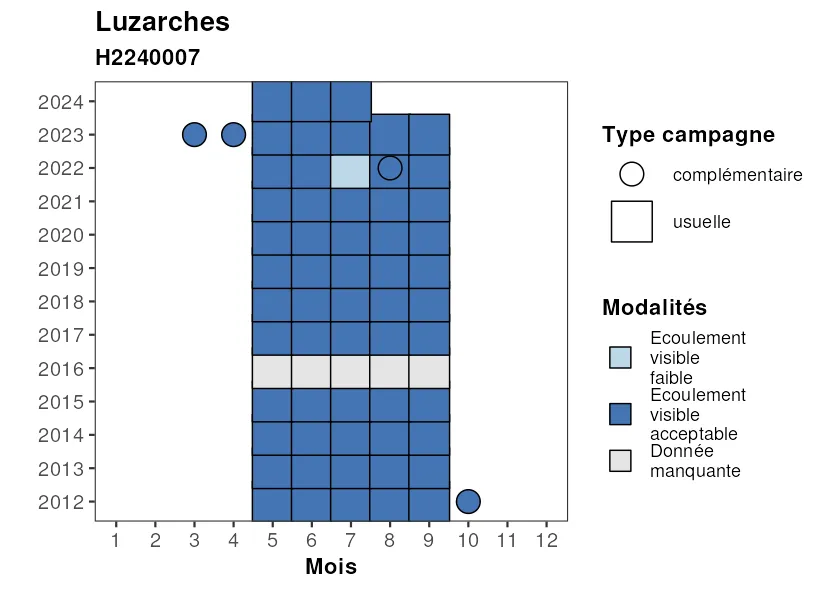 Luzarches
H2240007
2024
2023
2022
2021
2020
2019
2018
2017
2016
2015
2014
2013
2012
1 2 3 4 5 6 7 8 9 10 11 12
Mois
Type campagne
complémentaire
usuelle
Modalités
Ecoulement
visible
faible
Ecoulement
visible
acceptable
Donnée
manquante